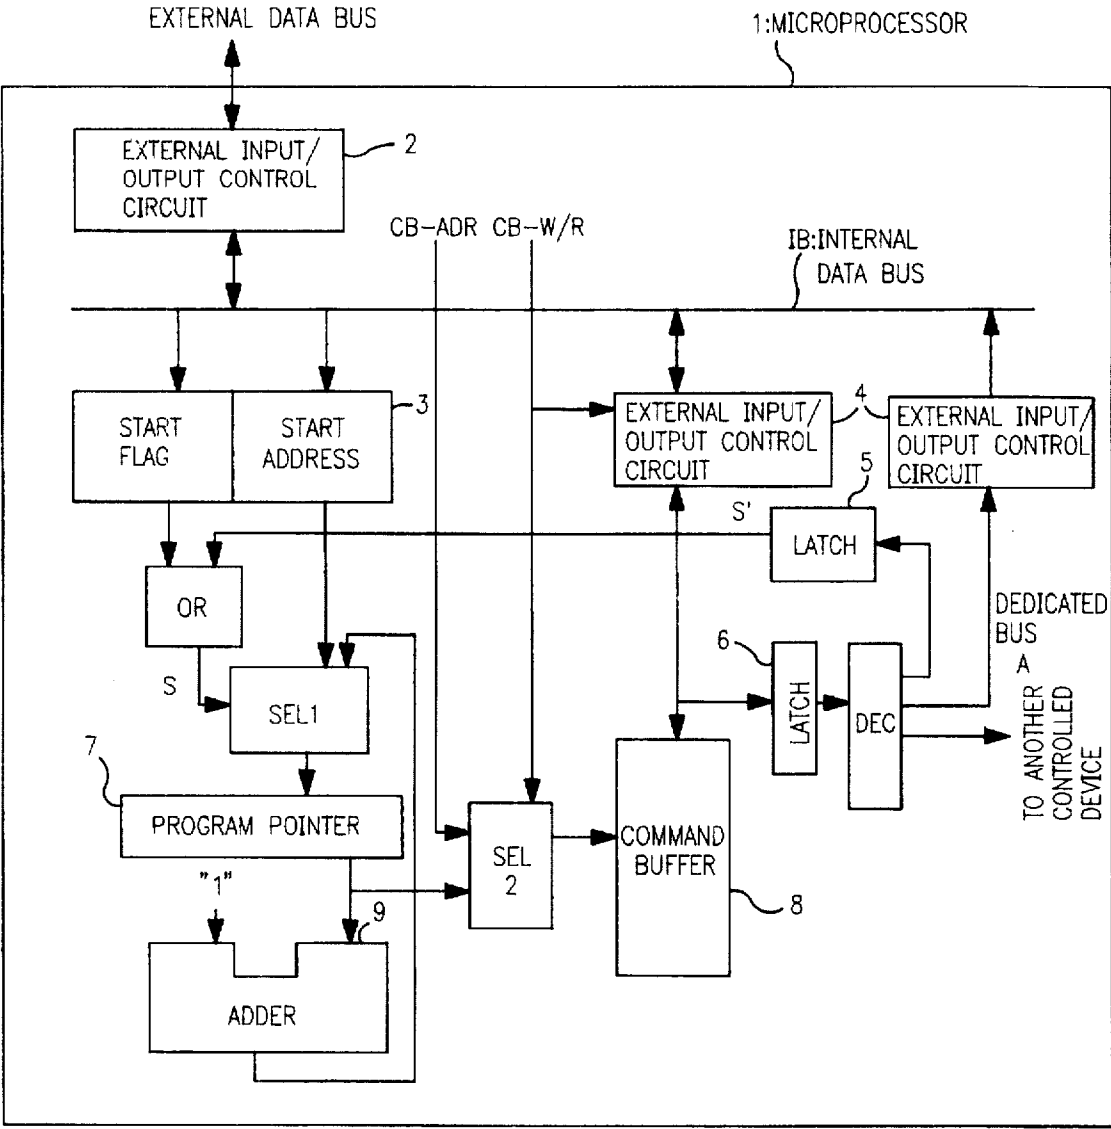 EXTERNAL DATA BUS
1:MICROPROCESSOR
EXTERNAL INPUT/
OUTPUT CONTROL
CIRCUIT
2
CB-ADR CB-W/R
IB:INTERNAL
DATA BUS
START
FLAG
START
ADDRESS
3
EXTERNAL INPUT/
OUTPUT CONTROL
CIRCUIT
4
EXTERNAL INPUT/
OUTPUT CONTROL
CIRCUIT
5
S'
LATCH
OR
DEDICATED
BUS
A
6
LATCH
DEC
S
SEL1
TO ANOTHER
CONTROLLED
DEVICE
7
PROGRAM POINTER
SEL
2
COMMAND
BUFFER
8
"1"
9
ADDER